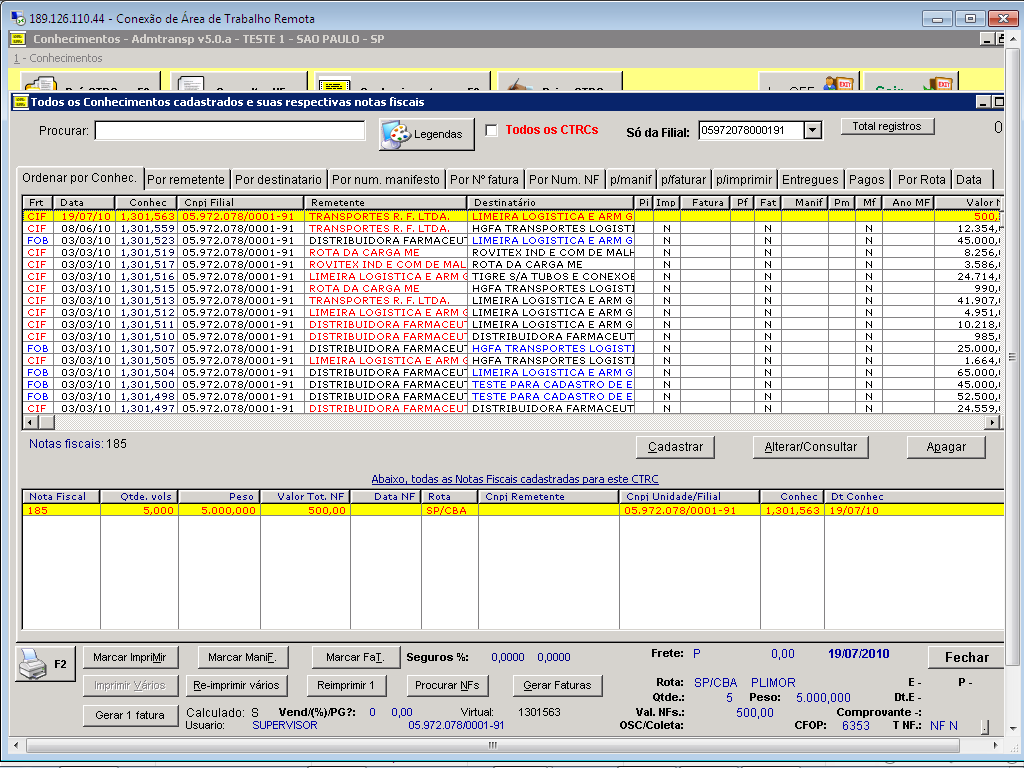 189.126.110.44 - Conexão de Área de Trabalho Remota
Conhecimentos - Admtransp v5.0.a - TESTE 1 - SAO PAULO - SP
1 - Conhecimentos
Todos os Conhecimentos cadastrados e suas respectivas notas fiscais
Procurar: Legendas Todos os CTRCs Só da Filial: 05972078000191 Total registros 0
Ordenar por Conhec. Por remetente Por destinatario Por num. manifesto Por Nº fatura Por Num. NF p/manif p/faturar p/imprimir Entregues Pagos Por Rota Data
Frt Data Conhec Cnpj Filial Remetente Destinatário Pi Imp Fatura Pf Fat Manif Pm Mf Ano MF Valor N
CIF 19/07/10 1,301,563 05.972.078/0001-91 TRANSPORTES R. F. LTDA. LIMEIRA LOGISTICA E ARM G N N N 500,
CIF 08/06/10 1,301,559 05.972.078/0001-91 TRANSPORTES R. F. LTDA. HGFA TRANSPORTES LOGISTI N N N 12.354,
FOB 03/03/10 1,301,523 05.972.078/0001-91 DISTRIBUIDORA FARMACEUT LIMEIRA LOGISTICA E ARM G N N N 45.000,
CIF 03/03/10 1,301,519 05.972.078/0001-91 ROTA DA CARGA ME ROVITEX IND E COM DE MALH N N N 8.256,
CIF 03/03/10 1,301,517 05.972.078/0001-91 ROVITEX IND E COM DE MAL ROTA DA CARGA ME N N N 3.586,
CIF 03/03/10 1,301,516 05.972.078/0001-91 LIMEIRA LOGISTICA E ARM G TIGRE S/A TUBOS E CONEXOE N N N 24.714,
CIF 03/03/10 1,301,515 05.972.078/0001-91 ROTA DA CARGA ME HGFA TRANSPORTES LOGISTI N N N 990,
CIF 03/03/10 1,301,513 05.972.078/0001-91 TRANSPORTES R. F. LTDA. LIMEIRA LOGISTICA E ARM G N N N 41.907,
CIF 03/03/10 1,301,512 05.972.078/0001-91 LIMEIRA LOGISTICA E ARM G LIMEIRA LOGISTICA E ARM G N N N 4.951,
CIF 03/03/10 1,301,511 05.972.078/0001-91 DISTRIBUIDORA FARMACEUT LIMEIRA LOGISTICA E ARM G N N N 10.218,
CIF 03/03/10 1,301,510 05.972.078/0001-91 DISTRIBUIDORA FARMACEUT DISTRIBUIDORA FARMACEUT N N N 985,
FOB 03/03/10 1,301,507 05.972.078/0001-91 DISTRIBUIDORA FARMACEUT HGFA TRANSPORTES LOGISTI N N N 25.000,
CIF 03/03/10 1,301,505 05.972.078/0001-91 LIMEIRA LOGISTICA E ARM G HGFA TRANSPORTES LOGISTI N N N 1.664,
FOB 03/03/10 1,301,504 05.972.078/0001-91 DISTRIBUIDORA FARMACEUT LIMEIRA LOGISTICA E ARM G N N N 65.000,
FOB 03/03/10 1,301,500 05.972.078/0001-91 DISTRIBUIDORA FARMACEUT TESTE PARA CADASTRO DE E N N N 45.000,
FOB 03/03/10 1,301,498 05.972.078/0001-91 DISTRIBUIDORA FARMACEUT TESTE PARA CADASTRO DE E N N N 52.500,
CIF 03/03/10 1,301,497 05.972.078/0001-91 DISTRIBUIDORA FARMACEUT DISTRIBUIDORA FARMACEUT N N N 24.559,
Notas fiscais: 185 Cadastrar Alterar/Consultar Apagar
Abaixo, todas as Notas Fiscais cadastradas para este CTRC
Nota Fiscal Qtde. vols Peso Valor Tot. NF Data NF Rota Cnpj Remetente Cnpj Unidade/Filial Conhec Dt Conhec
185 5,000 5.000,000 500,00 SP/CBA 05.972.078/0001-91 1,301,563 19/07/10
F2 Marcar ImpriMir Marcar ManiF. Marcar FaT. Seguros %: 0,0000 0,0000 Frete: P 0,00 19/07/2010 Fechar
Imprimir Vários Re-imprimir vários Reimprimir 1 Procurar NFs Gerar Faturas Rota: SP/CBA PLIMOR E - P -
Qtde.: 5 Peso: 5.000,000 Dt.E -
Gerar 1 fatura Calculado: S Vend/(%)/PG?: 0 0,00 Virtual: 1301563 Val. NFs.: 500,00 Comprovante -:
Usuario: SUPERVISOR 05.972.078/0001-91 OSC/Coleta: CFOP: 6353 T NF.: NF N